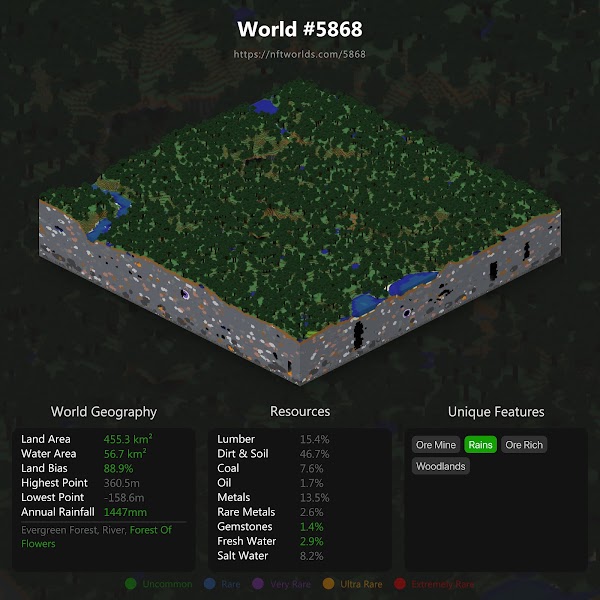 World #5868
https://nftworlds.com/5868
World Geography
Land Area 455.3 km²
Water Area 56.7 km²
Land Bias 88.9%
Highest Point 360.5m
Lowest Point -158.6m
Annual Rainfall 1447mm
Evergreen Forest, River, Forest Of
Flowers
Resources
Lumber 15.4%
Dirt & Soil 46.7%
Coal 7.6%
Oil 1.7%
Metals 13.5%
Rare Metals 2.6%
Gemstones 1.4%
Fresh Water 2.9%
Salt Water 8.2%
Unique Features
Ore Mine Rains Ore Rich
Woodlands
Uncommon Rare Very Rare Ultra Rare Extremely Rare